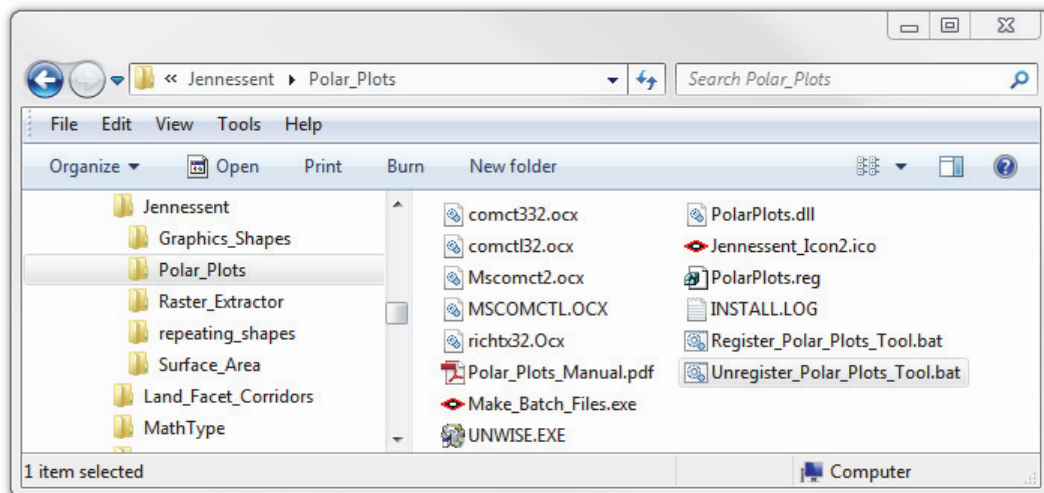 « Jennessent Polar_Plots
Search Polar_Plots
File Edit View Tools Help
Organize Open Print Burn New folder
Jennessent
Graphics_Shapes
Polar_Plots
Raster_Extractor
repeating_shapes
Surface_Area
Land_Facet_Corridors
MathType
comct332.ocx
comctl32.ocx
Mscomct2.ocx
MSCOMCTL.OCX
richtx32.Ocx
Polar_Plots_Manual.pdf
Make_Batch_Files.exe
UNWISE.EXE
PolarPlots.dll
Jennessent_Icon2.ico
PolarPlots.reg
INSTALL.LOG
Register_Polar_Plots_Tool.bat
Unregister_Polar_Plots_Tool.bat
1 item selected
Computer